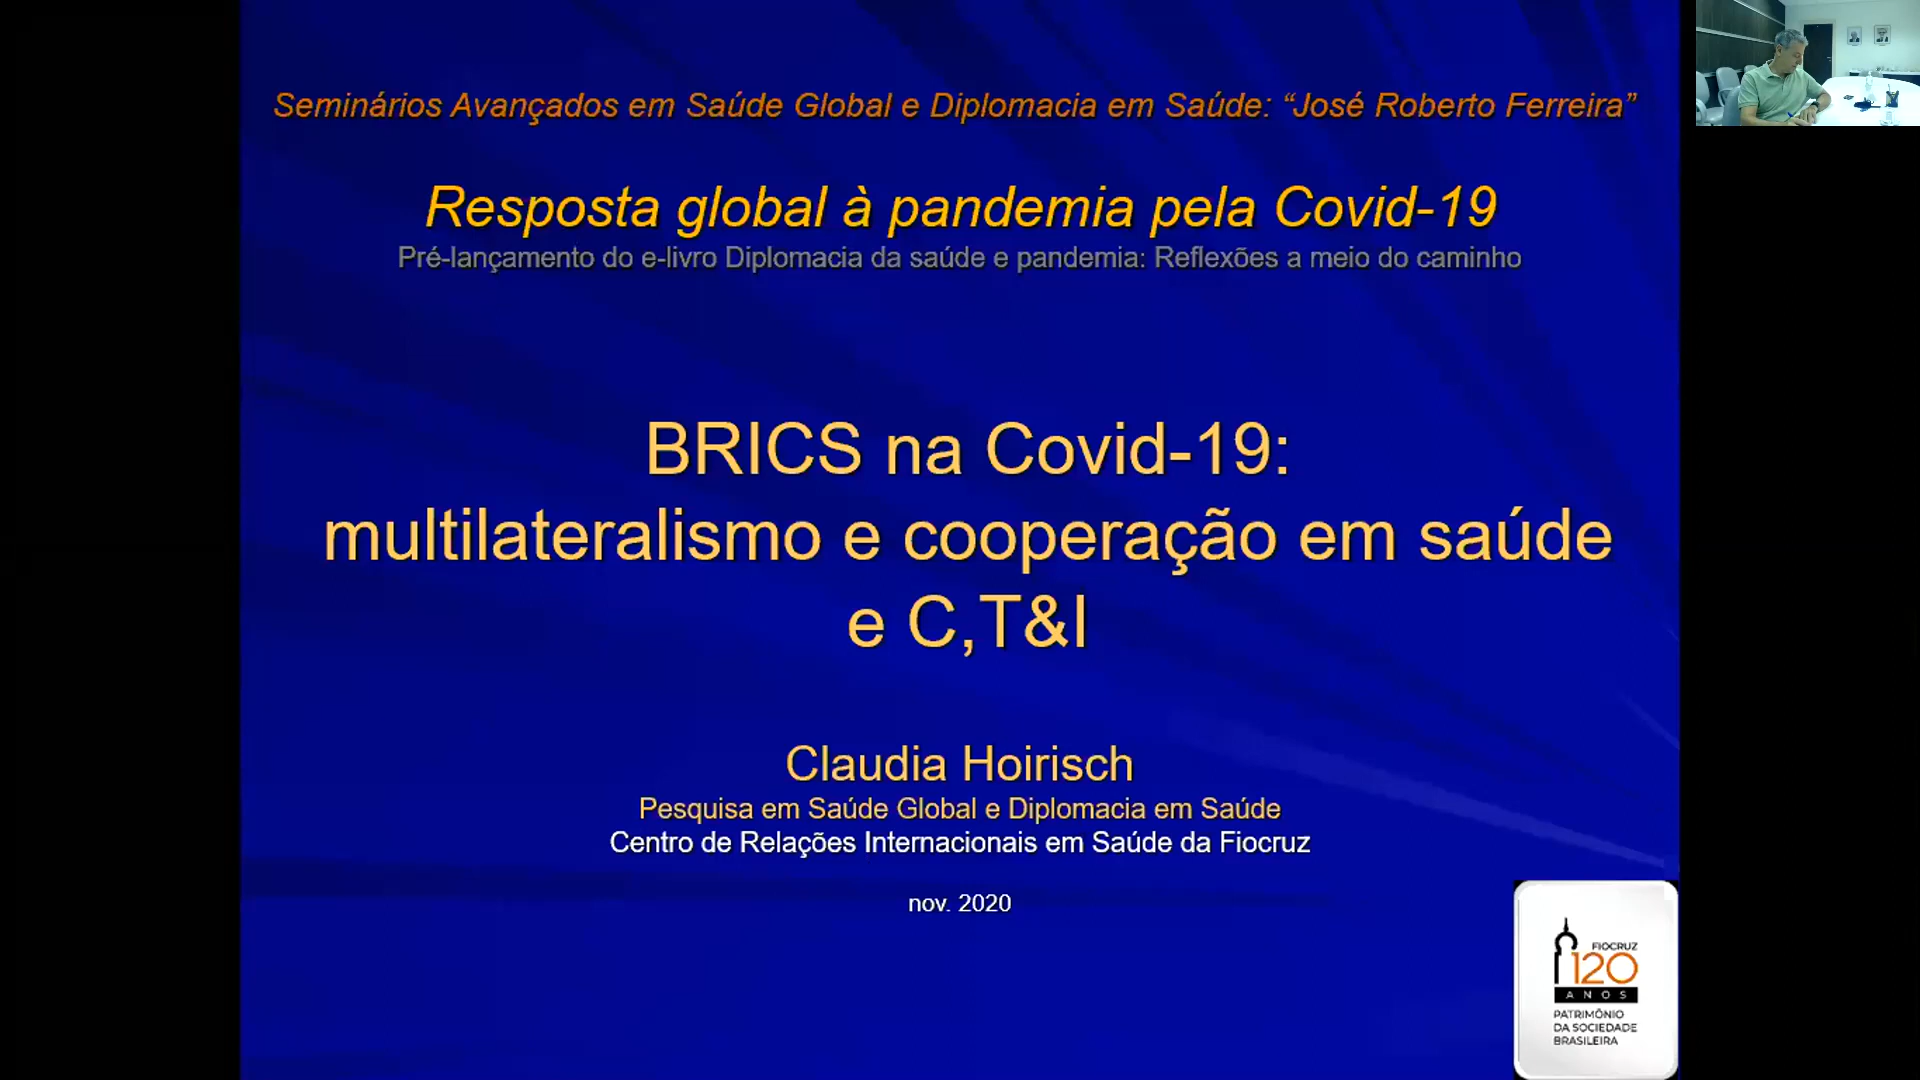 Seminários Avançados em Saúde Global e Diplomacia em Saúde: “José Roberto Ferreira”
Resposta global à pandemia pela Covid-19
Pré-lançamento do e-livro Diplomacia da saúde e pandemia: Reflexões a meio do caminho
BRICS na Covid-19:
multilateralismo e cooperação em saúde
e C,T&I
Claudia Hoirisch
Pesquisa em Saúde Global e Diplomacia em Saúde
Centro de Relações Internacionais em Saúde da Fiocruz
nov. 2020
FIOCRUZ
120
ANOS
PATRIMÔNIO
DA SOCIEDADE
BRASILEIRA